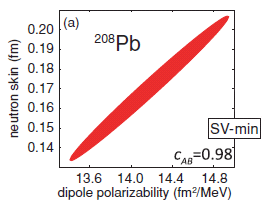 (a)
²⁰⁸Pb
neutron skin (fm)
0.20
0.19
0.18
0.17
0.16
0.15
0.14
SV-min
c_AB=0.98
13.6 14.0 14.4 14.8
dipole polarizability (fm²/MeV)